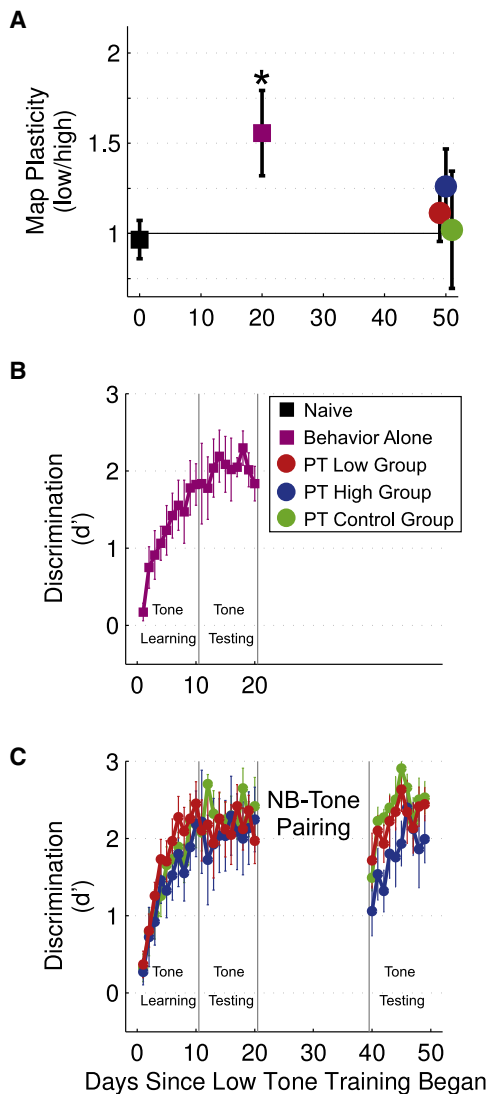 A
Map Plasticity
(low/high)
2
1.5
1
*
0 10 20 30 40 50
B
Discrimination
(d')
3
2
1
0
Naive
Behavior Alone
PT Low Group
PT High Group
PT Control Group
Tone Learning
Tone Testing
0 10 20
C
Discrimination
(d')
3
2
1
0
NB-Tone
Pairing
Tone Learning
Tone Testing
Tone Testing
0 10 20 30 40 50
Days Since Low Tone Training Began